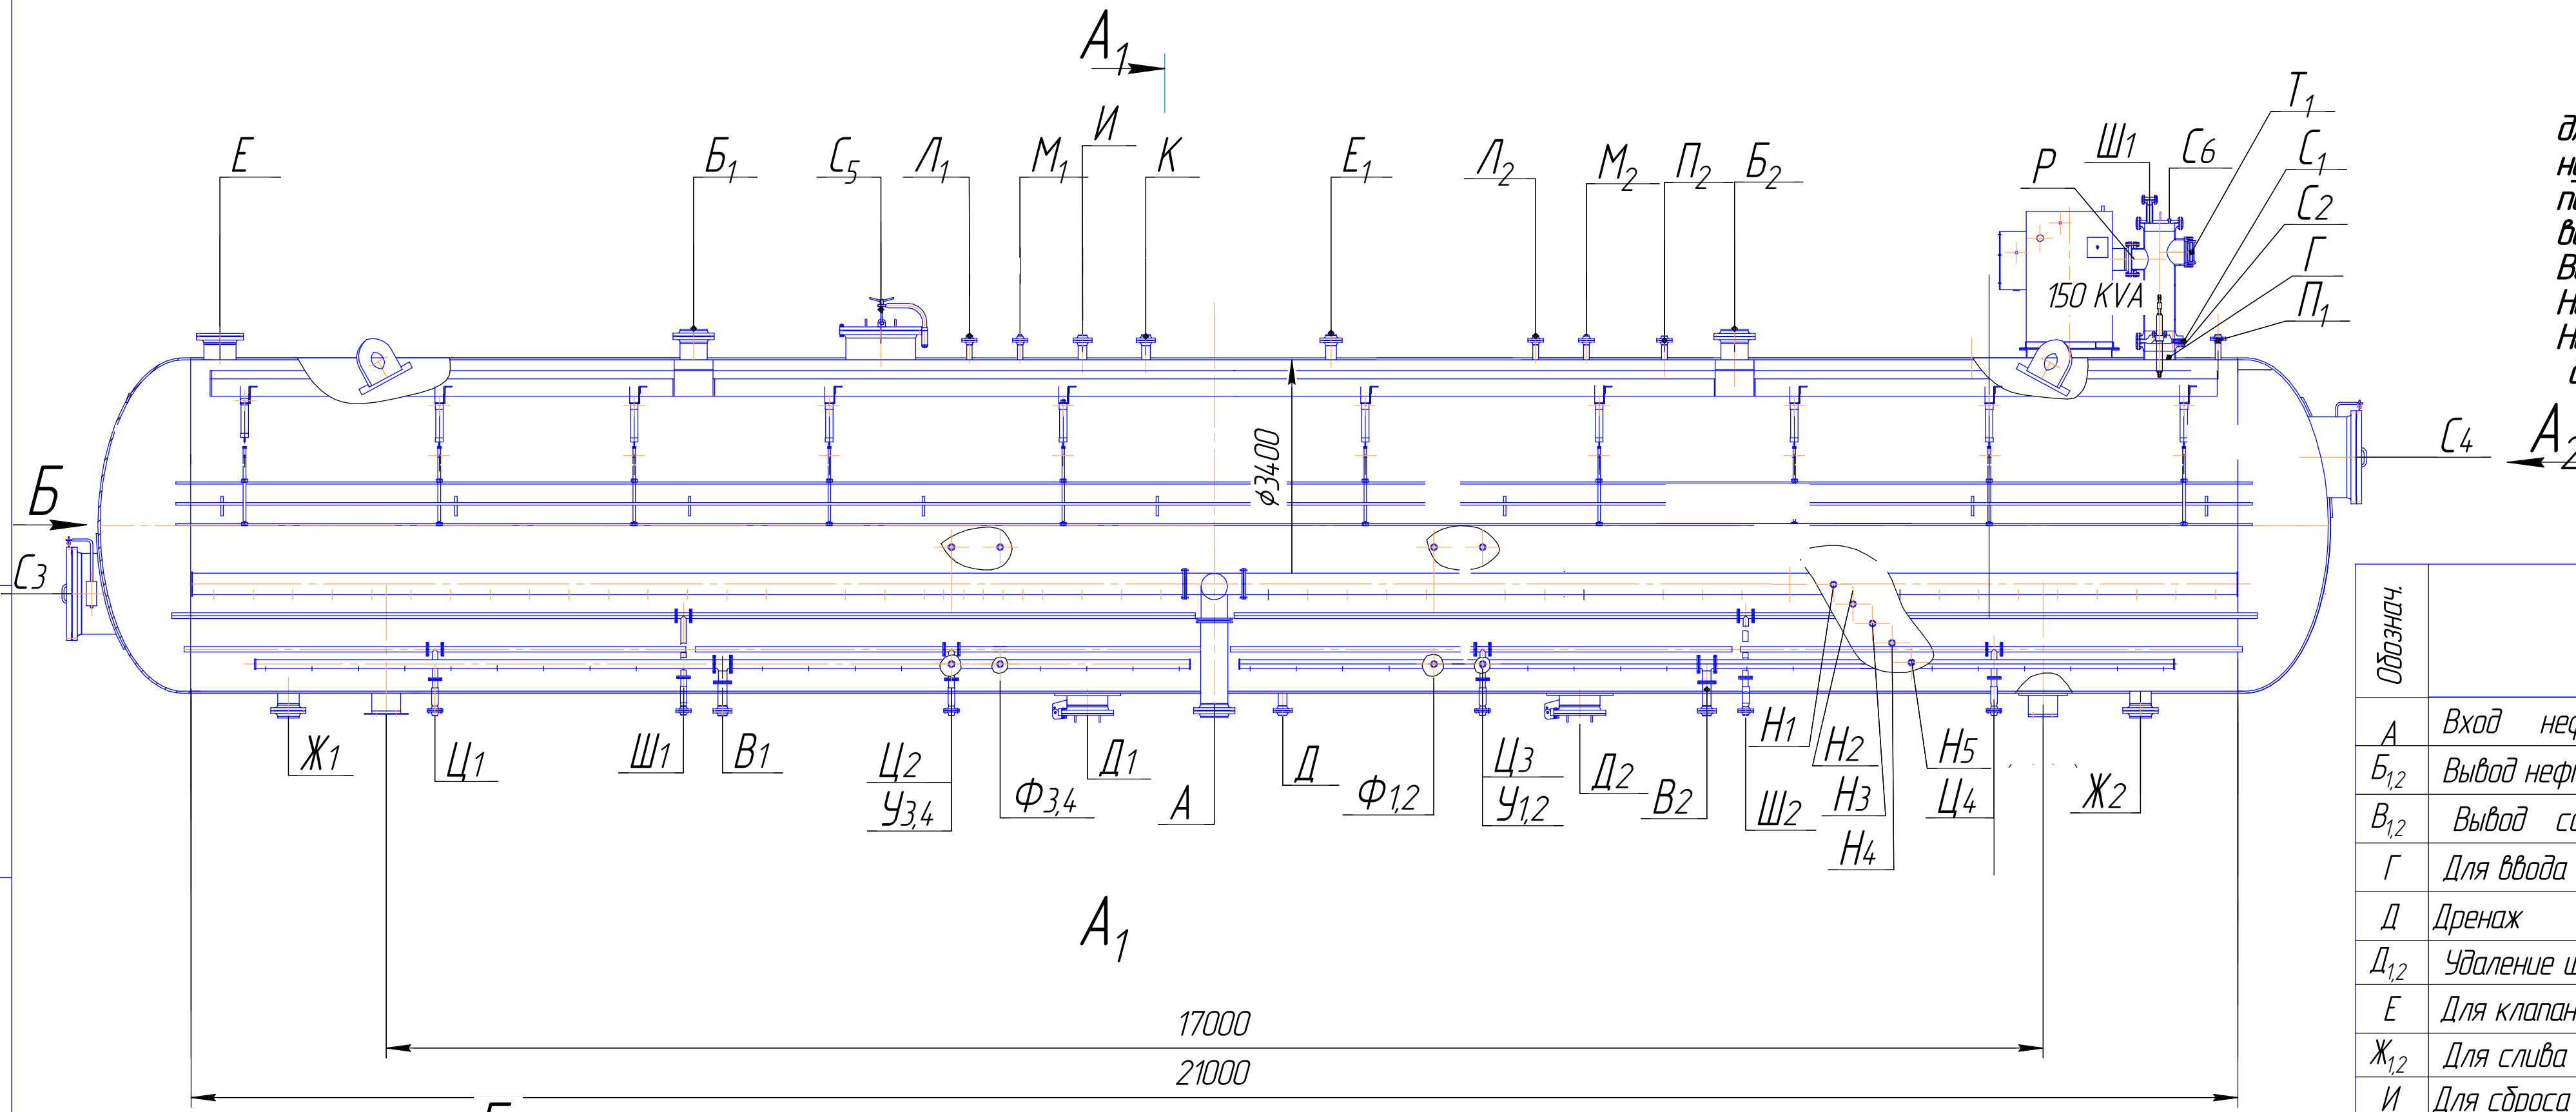 А1
Е
Б1
С5
Л1
М1
И
К
Е1
Л2
М2
П2
Б2
Р
Ш1
С6
Т1
С1
С2
Г
П1
150 KVA
Б
С3
С4
А2
ϕ3400
Ж1
Ц1
Ш1
В1
Ц2
У3,4
Ф3,4
Д1
А
Д
Ф1,2
Ц3
У1,2
Д2
В2
Ш2
Н1
Н2
Н3
Н4
Н5
Ц4
Ж2
А1
17000
21000
Обознач.
А Вход
Б1,2 Вывод
В1,2 Вывод
Г Для ввода
Д Дренаж
Д1,2 Удаление
Е Для
Ж1,2 Для слива
И Для сброса